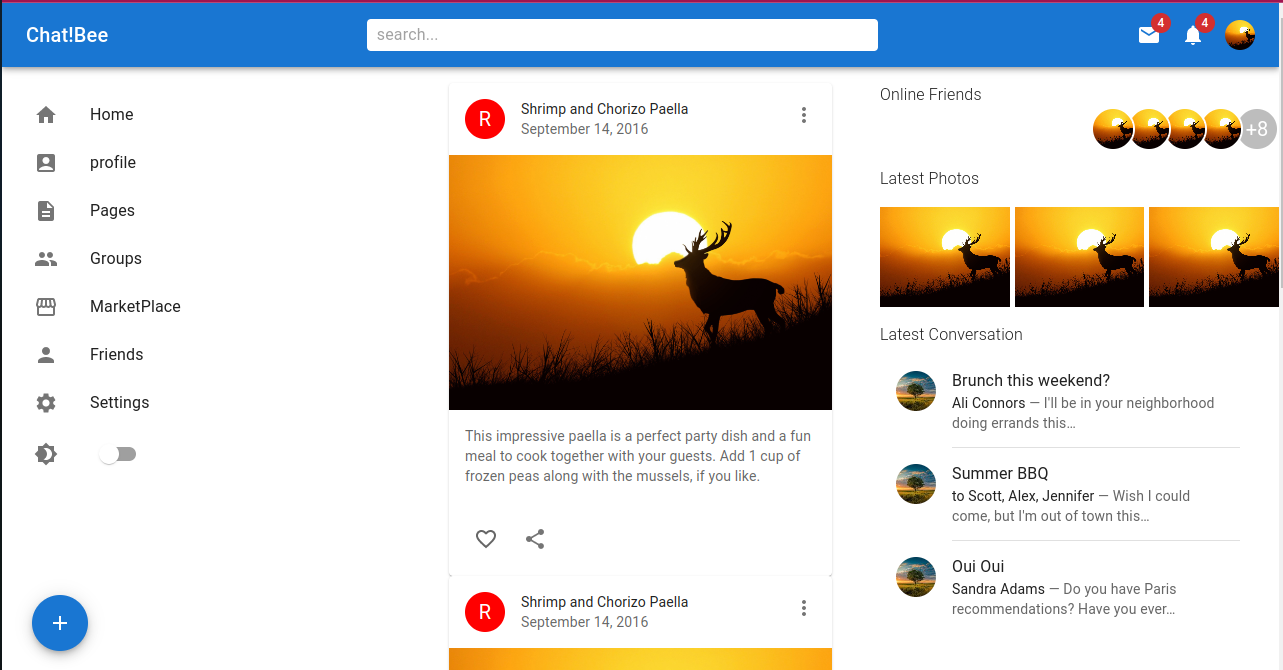 Chat!Bee
search...
4
4
Home
profile
Pages
Groups
MarketPlace
Friends
Settings
+
R
Shrimp and Chorizo Paella
September 14, 2016
This impressive paella is a perfect party dish and a fun
meal to cook together with your guests. Add 1 cup of
frozen peas along with the mussels, if you like.
R
Shrimp and Chorizo Paella
September 14, 2016
Online Friends
+8
Latest Photos
Latest Conversation
Brunch this weekend?
Ali Connors — I'll be in your neighborhood
doing errands this…
Summer BBQ
to Scott, Alex, Jennifer — Wish I could
come, but I'm out of town this…
Oui Oui
Sandra Adams — Do you have Paris
recommendations? Have you ever…